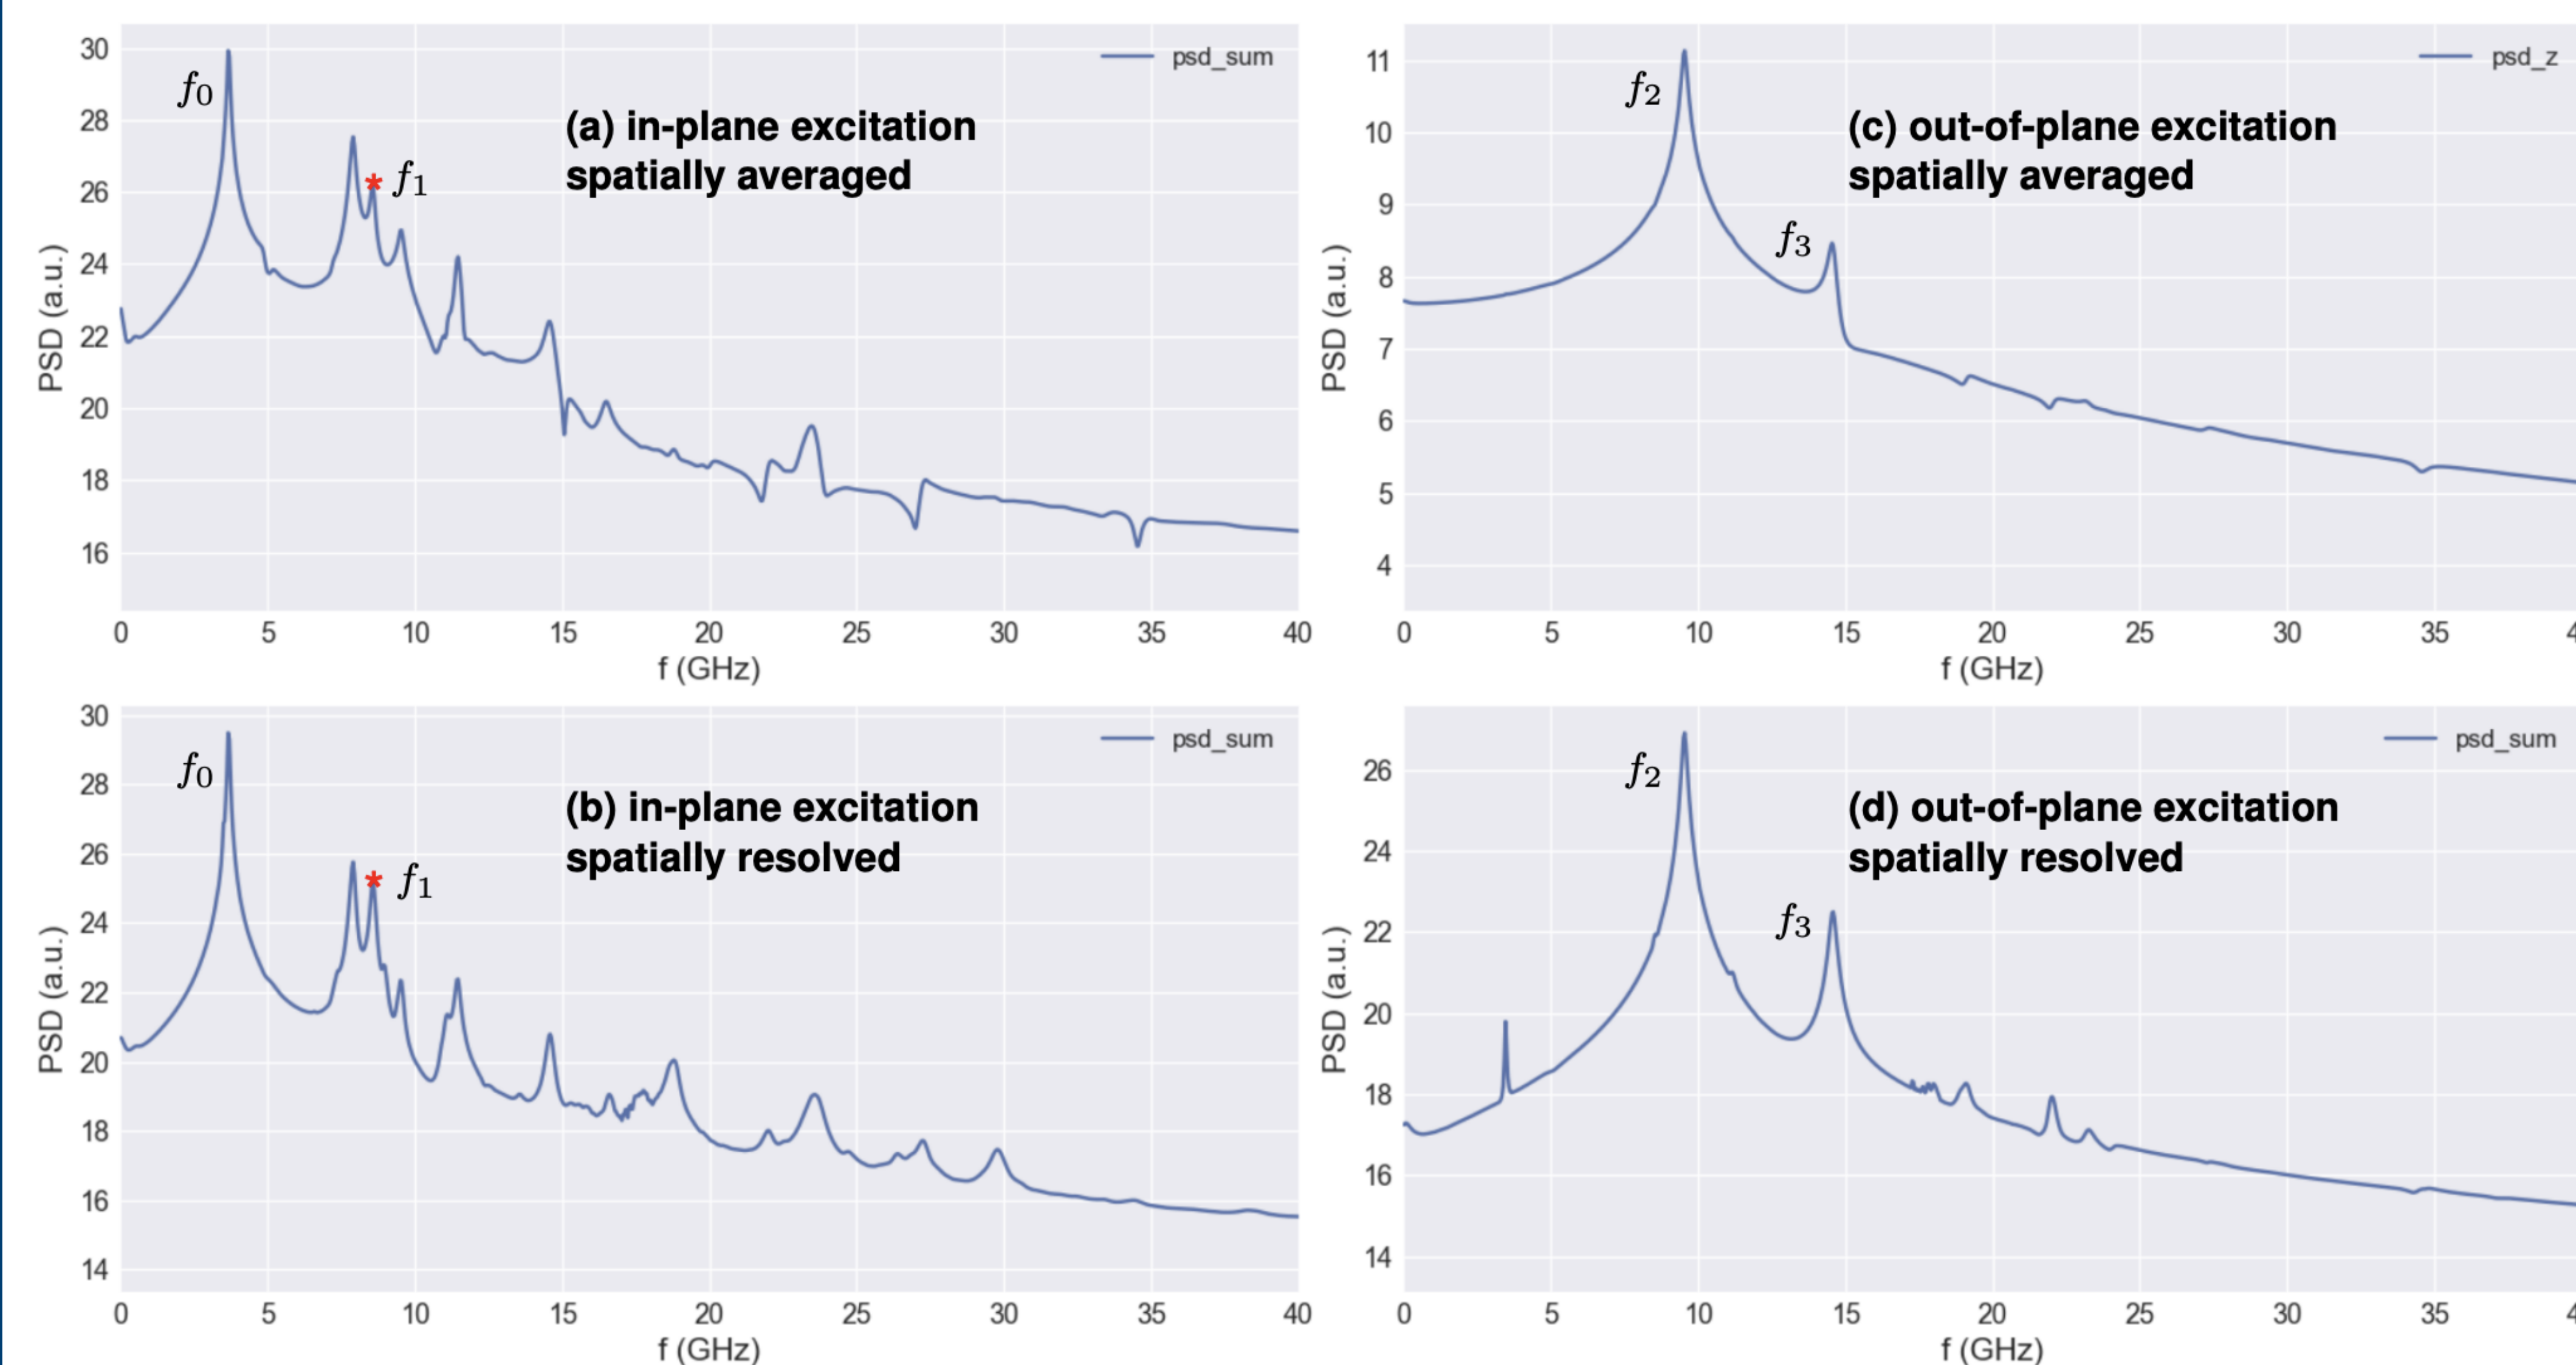 30
28
26
24
22
20
18
16
PSD (a.u.)
f0
* f1
psd_sum
(a) in-plane excitation
spatially averaged
0 5 10 15 20 25 30 35 40
f (GHz)
11
10
9
8
7
6
5
4
PSD (a.u.)
f2
f3
psd_z
(c) out-of-plane excitation
spatially averaged
0 5 10 15 20 25 30 35 4
f (GHz)
30
28
26
24
22
20
18
16
14
PSD (a.u.)
f0
* f1
psd_sum
(b) in-plane excitation
spatially resolved
0 5 10 15 20 25 30 35 40
f (GHz)
26
24
22
20
18
16
14
PSD (a.u.)
f2
f3
psd_sum
(d) out-of-plane excitation
spatially resolved
0 5 10 15 20 25 30 35 4
f (GHz)